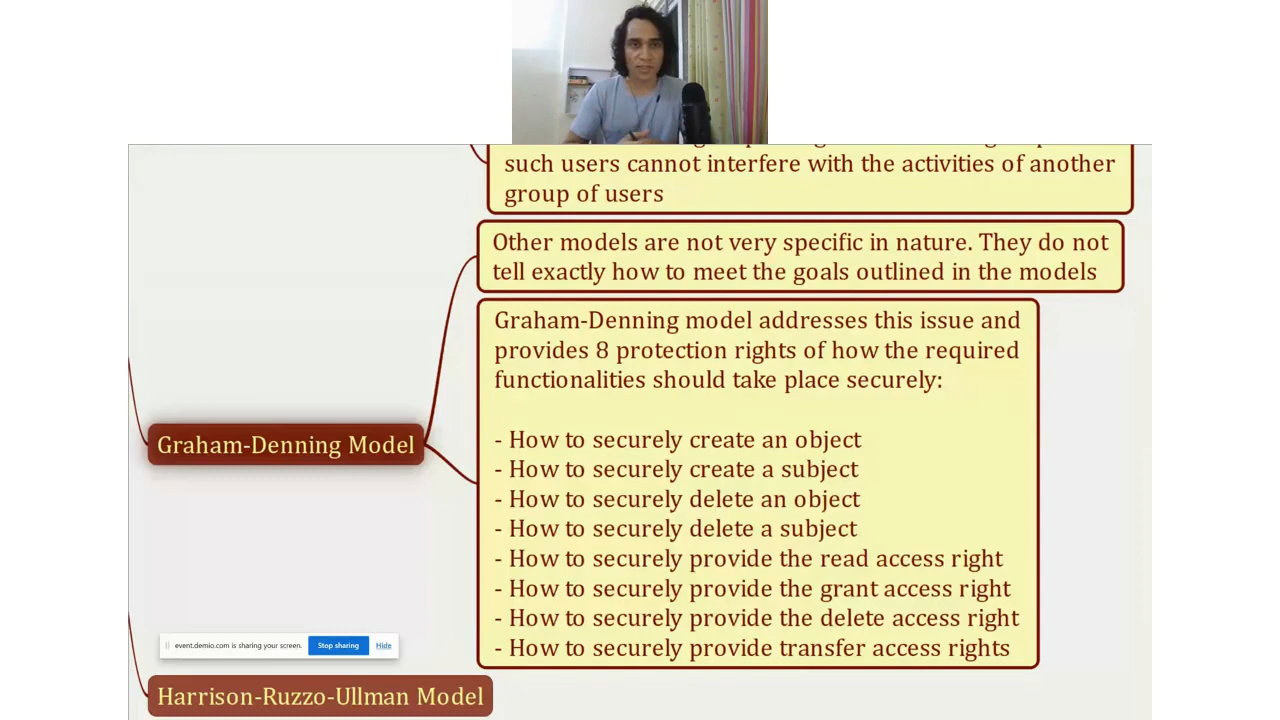 such users cannot interfere with the activities of another
group of users
Other models are not very specific in nature. They do not
tell exactly how to meet the goals outlined in the models
Graham-Denning model addresses this issue and
provides 8 protection rights of how the required
functionalities should take place securely:
- How to securely create an object
- How to securely create a subject
- How to securely delete an object
- How to securely delete a subject
- How to securely provide the read access right
- How to securely provide the grant access right
- How to securely provide the delete access right
- How to securely provide transfer access rights
Graham-Denning Model
event.demio.com is sharing your screen. Stop sharing Hide
Harrison-Ruzzo-Ullman Model